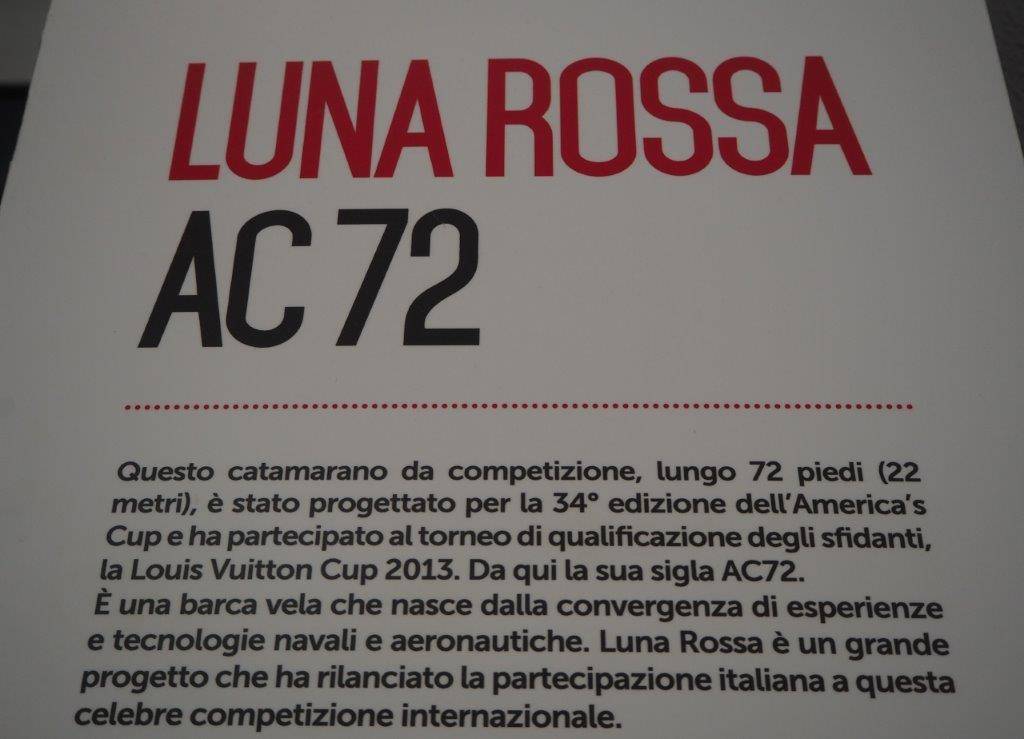 LUNA ROSSA
AC 72
Questo catamarano da competizione, lungo 72 piedi (22
metri), è stato progettato per la 34° edizione dell'America's
Cup e ha partecipato al torneo di qualificazione degli sfidanti,
la Louis Vuitton Cup 2013. Da qui la sua sigla AC72.
È una barca vela che nasce dalla convergenza di esperienze
e tecnologie navali e aeronautiche. Luna Rossa è un grande
progetto che ha rilanciato la partecipazione italiana a questa
celebre competizione internazionale.